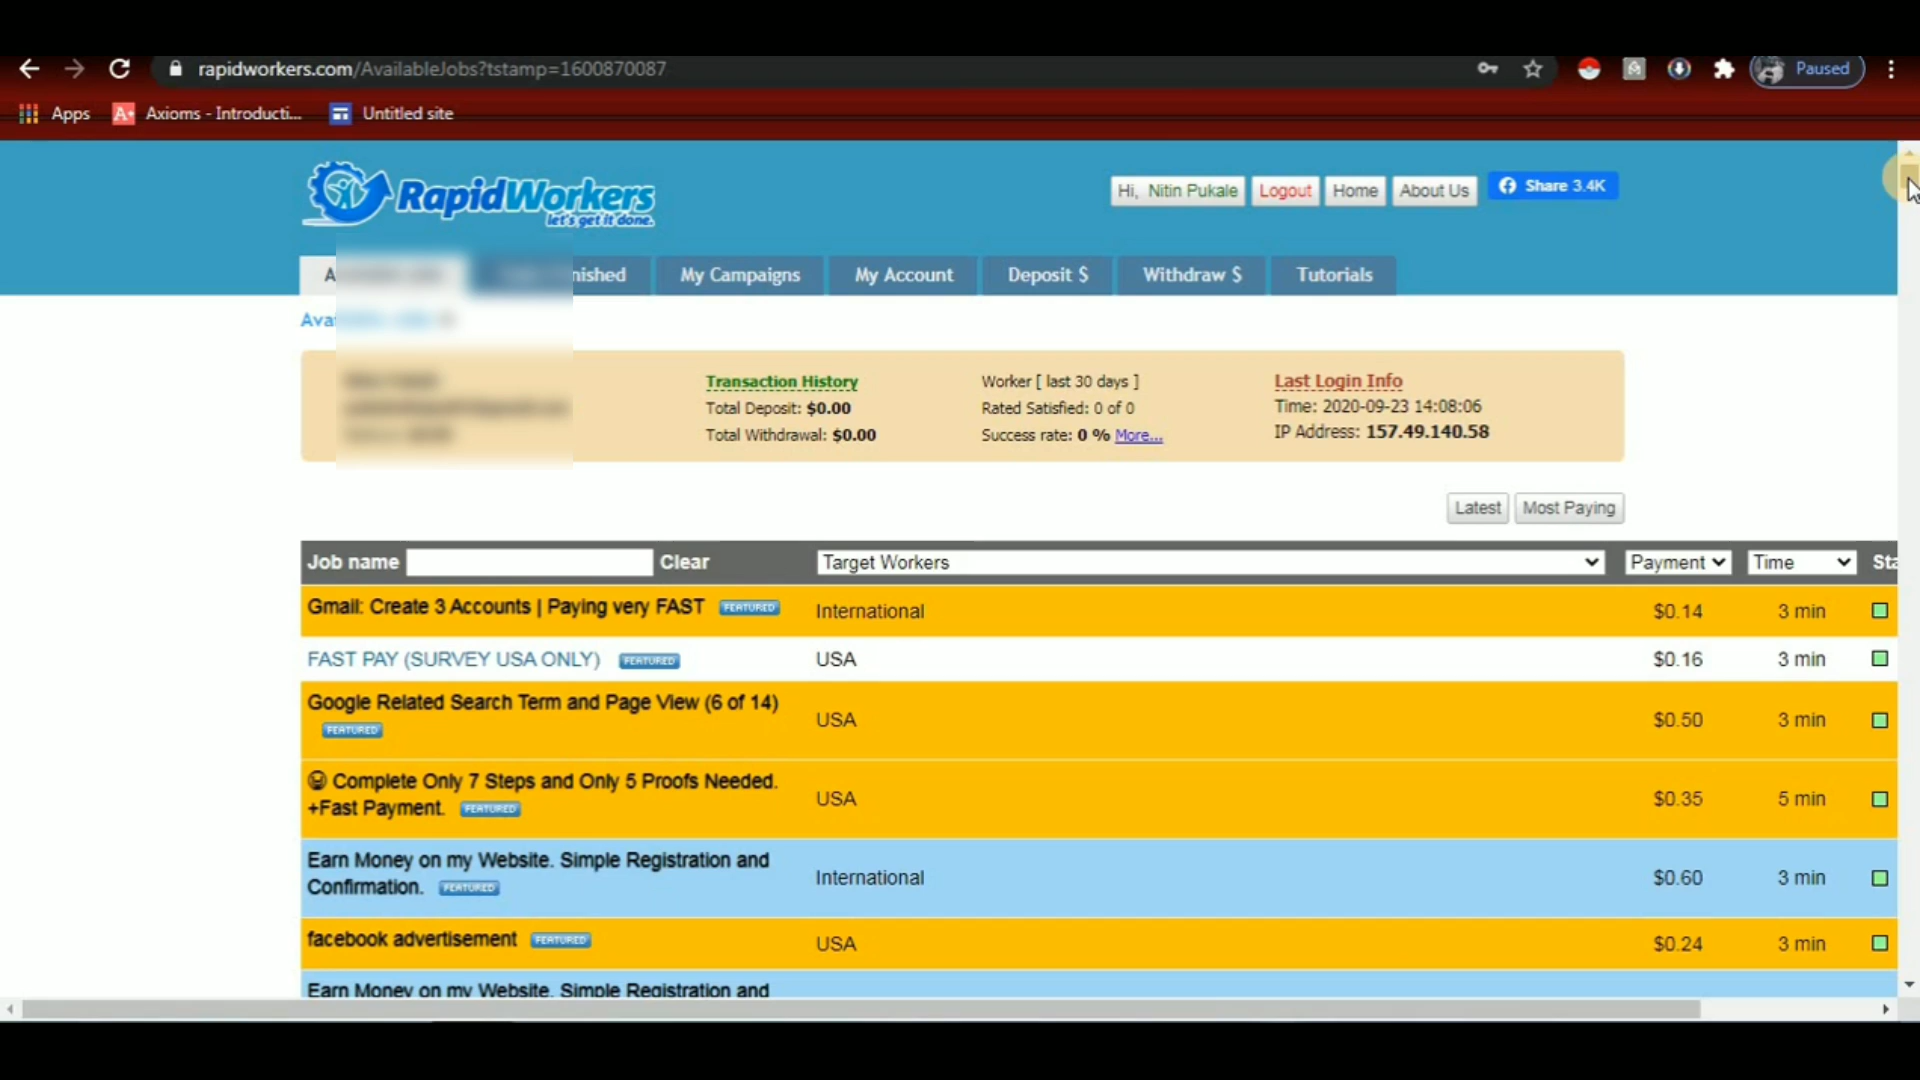 rapidworkers.com/AvailableJobs?tstamp=1600870087
Paused
Apps
Axioms - Introducti...
Untitled site
RapidWorkers
let's get it done.
Hi, Nitin Pukale
Logout
Home
About Us
Share 3.4K
My Campaigns
My Account
Deposit $
Withdraw $
Tutorials
Transaction History
Total Deposit: $0.00
Total Withdrawal: $0.00
Worker [ last 30 days ]
Rated Satisfied: 0 of 0
Success rate: 0 % More...
Last Login Info
Time: 2020-09-23 14:08:06
IP Address: 157.49.140.58
Latest
Most Paying
Job name Clear Target Workers Payment Time
Gmail: Create 3 Accounts | Paying very FAST FEATURED International $0.14 3 min
FAST PAY (SURVEY USA ONLY) FEATURED USA $0.16 3 min
Google Related Search Term and Page View (6 of 14)
FEATURED USA $0.50 3 min
Complete Only 7 Steps and Only 5 Proofs Needed.
+Fast Payment. FEATURED USA $0.35 5 min
Earn Money on my Website. Simple Registration and
Confirmation. FEATURED International $0.60 3 min
facebook advertisement FEATURED USA $0.24 3 min
Earn Money on my Website. Simple Registration and